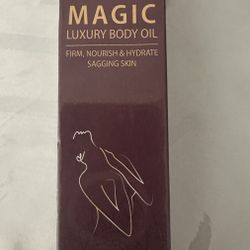 MAGIC
LUXURY BODY OIL
FIRM, NOURISH & HYDRATE
SAGGING SKIN